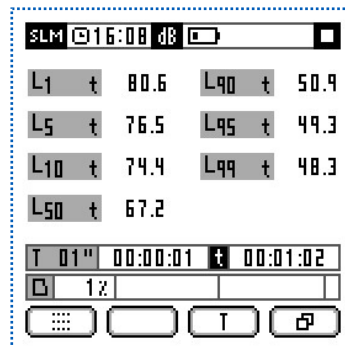 SLM 16:08 dB
L1 t 80.6 L90 t 50.9
L5 t 76.5 L95 t 49.3
L10 t 74.4 L99 t 48.3
L50 t 67.2
T 01" 00:00:01 t 00:01:02
1%
T